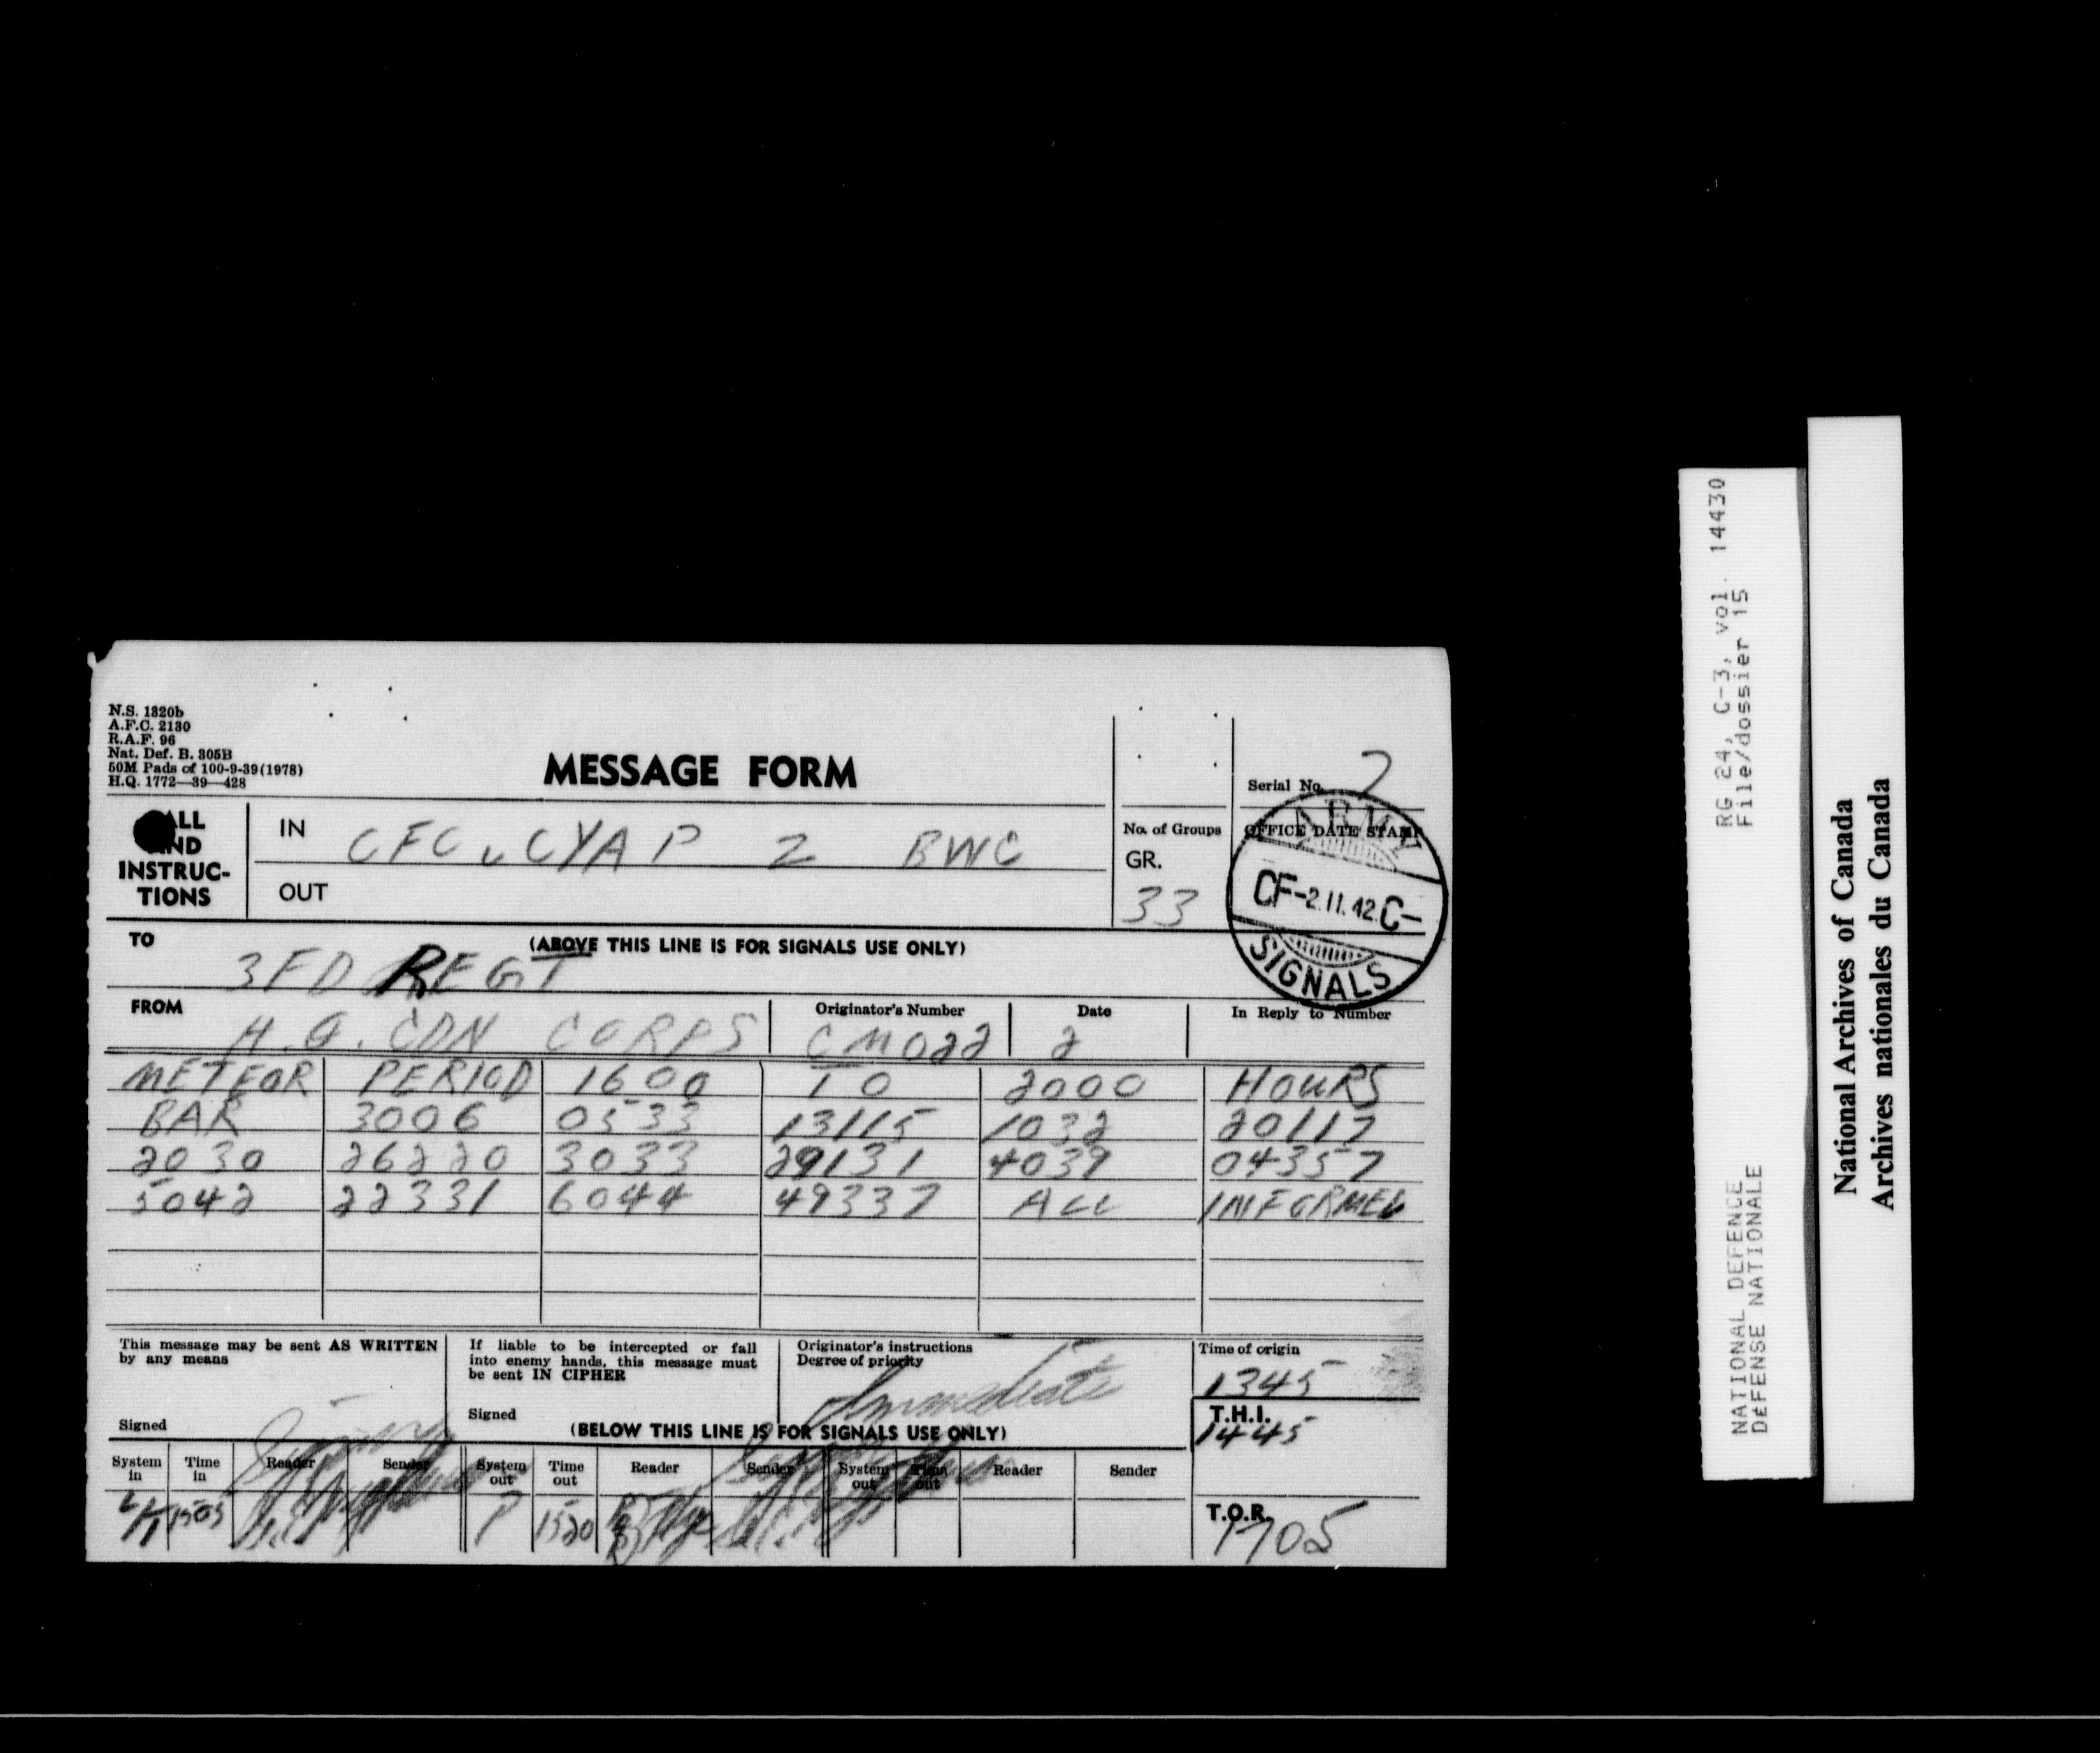 N.S. 1320b
A.F.C. 2130
R.A.F. 96
Nat. Def. B. 305B
50M Pads of 100-9-39(1978)
H.Q. 1772—39—428
MESSAGE FORM
Serial No. 7
ALL
AND
INSTRUC-
TIONS
IN CFC v CYA P 2 BWC
OUT
No. of Groups
GR.
33
OFFICE DATE STAMP
ARMY
CF-2.11.42 C-
SIGNALS
(ABOVE THIS LINE IS FOR SIGNALS USE ONLY)
TO 3 FD REGT
FROM H.Q. CDN CORPS
Originator's Number CM022
Date 2
In Reply to Number
METEOR PERIOD 1600 TO 2000 HOURS
BAR 3006 0533 13115 1032 20117
2030 26220 3033 29131 4039 04357
5042 22331 6044 49337 ALL INFORMED
This message may be sent AS WRITTEN
by any means
Signed
If liable to be intercepted or fall
into enemy hands, this message must
be sent IN CIPHER
Signed
Originator's instructions
Degree of priority
Immediate
Time of origin
1345
T.H.I.
1445
(BELOW THIS LINE IS FOR SIGNALS USE ONLY)
System in Time in Reader Sender System out Time out Reader Sender System out Time out Reader Sender
1505 P 1520
T.O.R.
1705
RG 24, C-3, vol. 14430
File/dossier 15
NATIONAL DEFENCE
DEFENSE NATIONALE
National Archives of Canada
Archives nationales du Canada